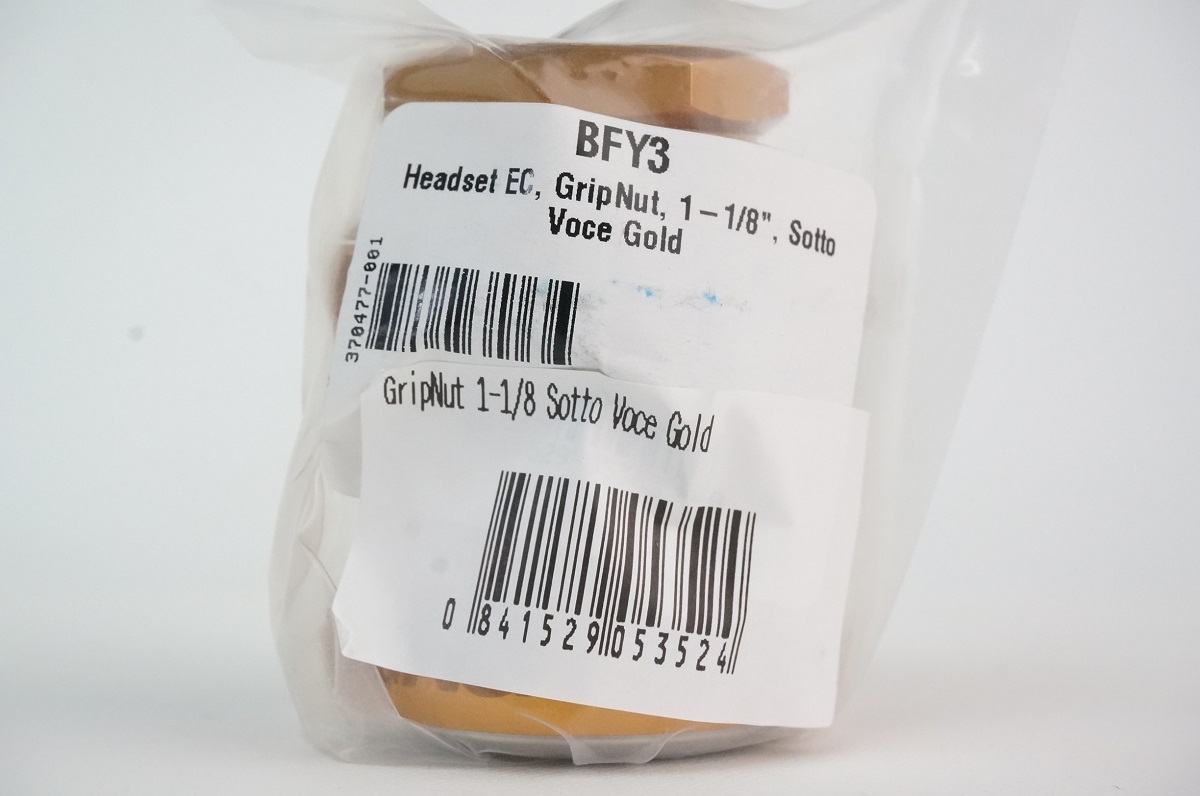 BFY3
Headset EC, GripNut, 1-1/8", Sotto
Voce Gold
370477-001
GripNut 1-1/8 Sotto Voce Gold
0 841529 053524